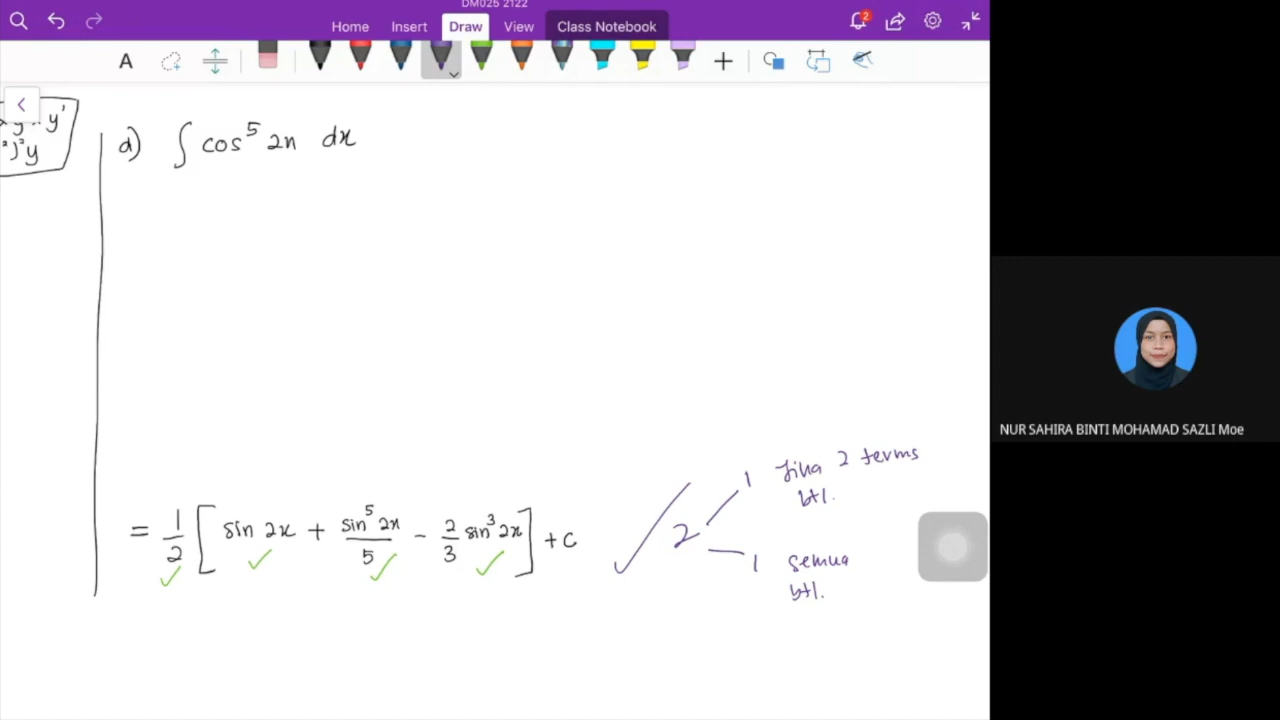 DM025 2122
Home Insert Draw View Class Notebook
2
A
d) ∫ cos⁵ 2x dx
= 1/2 [ sin 2x + sin⁵ 2x / 5 - 2/3 sin³ 2x ] + c
2
1 Jika 2 terms
btl.
1 semua
btl.
NUR SAHIRA BINTI MOHAMAD SAZLI Moe